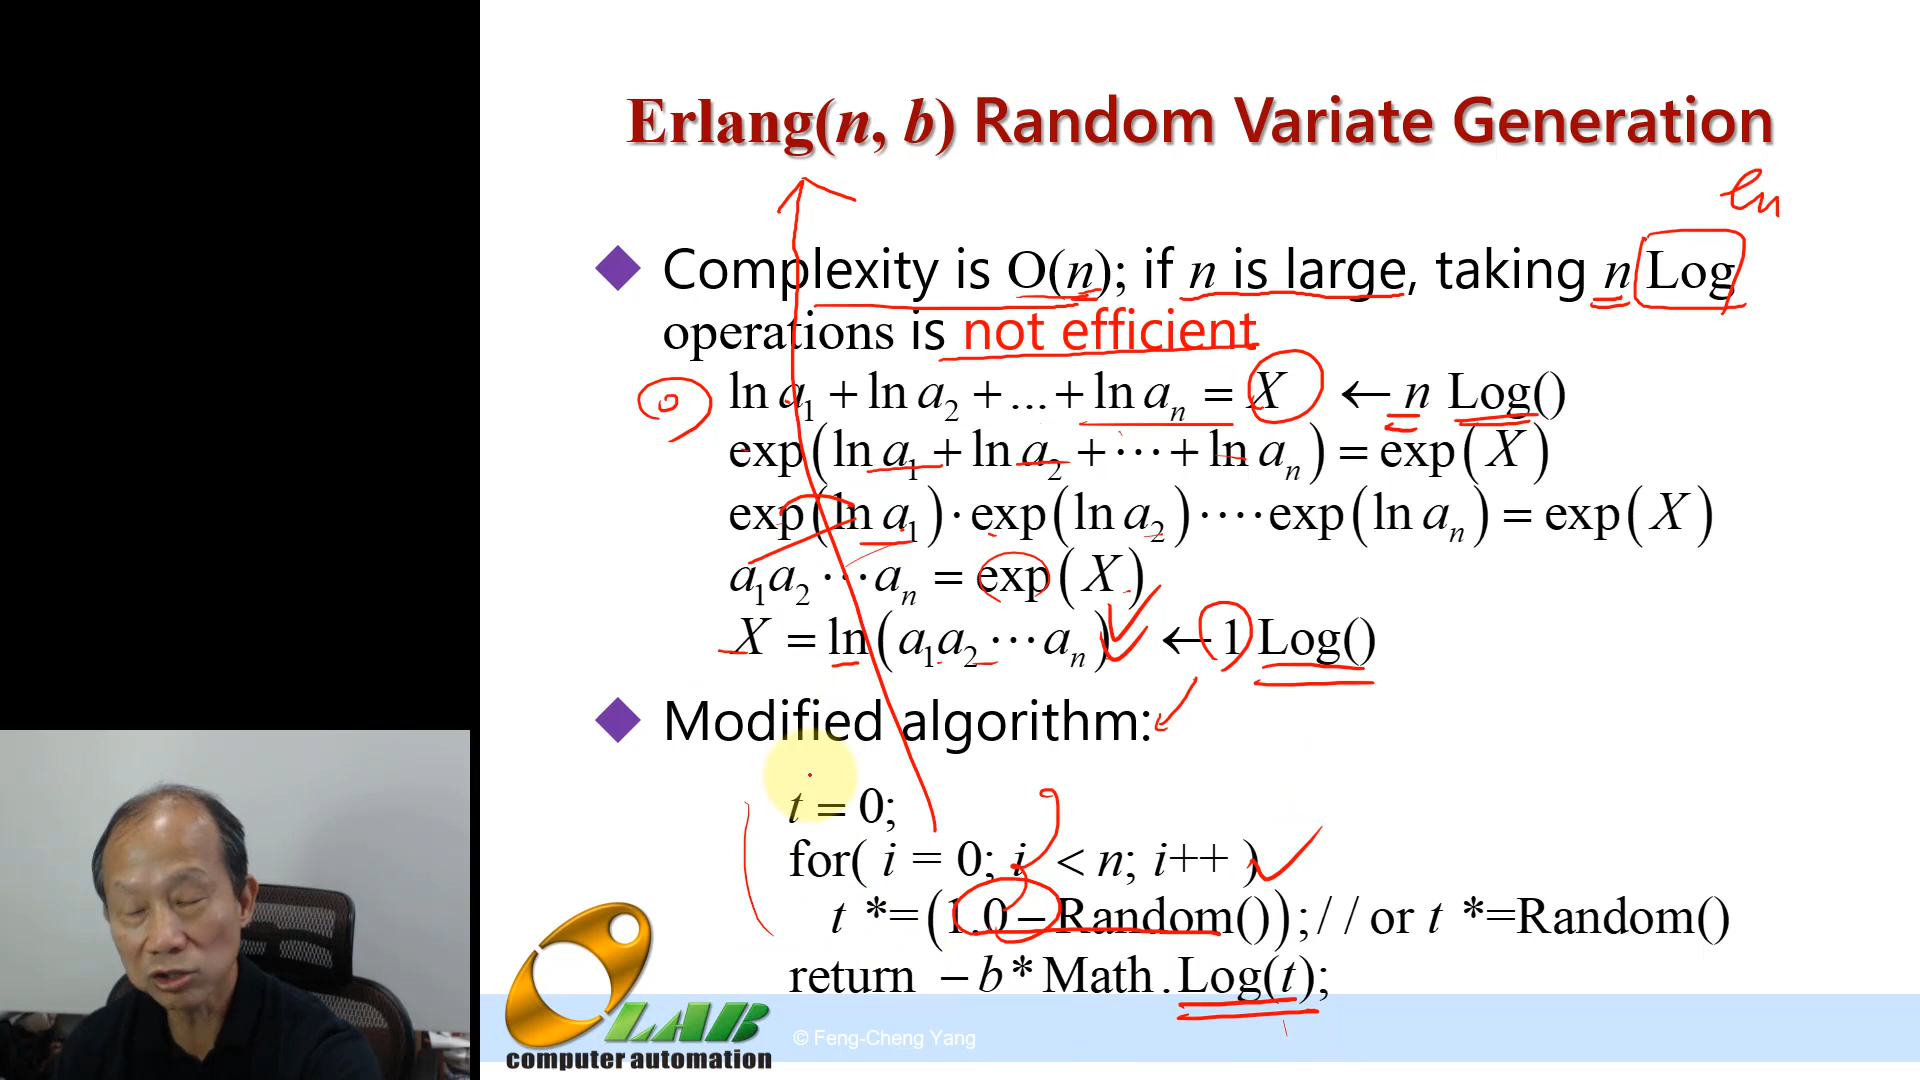 Erlang(n, b) Random Variate Generation
ln
Complexity is O(n); if n is large, taking n Log
operations is not efficient
ln a₁ + ln a₂ + ... + ln aₙ = X ← n Log()
exp(ln a₁ + ln a₂ + ⋯ + ln aₙ) = exp(X)
exp(ln a₁)·exp(ln a₂)····exp(ln aₙ) = exp(X)
a₁a₂⋯aₙ = exp(X)
X = ln(a₁a₂⋯aₙ) ← 1 Log()
Modified algorithm:
t = 0;
for( i = 0; i < n; i++ )
t *=(1.0−Random());//or t *=Random()
return −b*Math.Log(t);
LAB
computer automation
© Feng-Cheng Yang